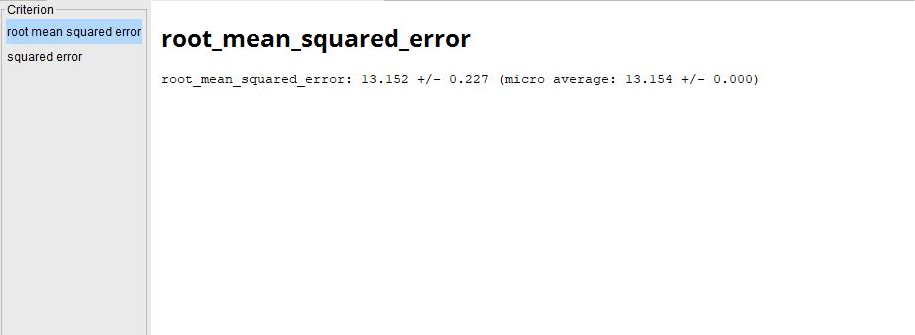 Criterion
root mean squared error
squared error
root_mean_squared_error
root_mean_squared_error: 13.152 +/- 0.227 (micro average: 13.154 +/- 0.000)